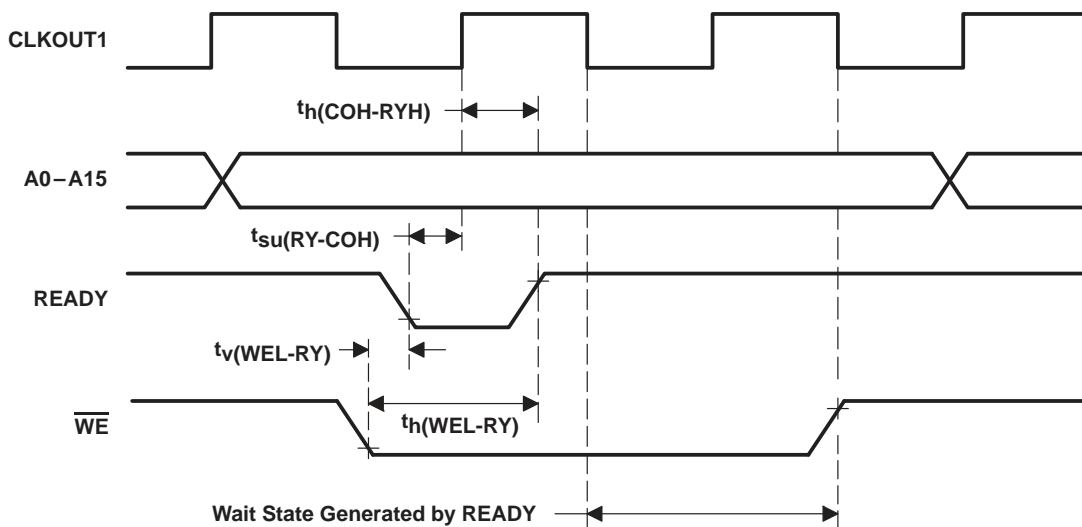 CLKOUT1
th(COH-RYH)
A0–A15
tsu(RY-COH)
READY
tv(WEL-RY)
th(WEL-RY)
WE
Wait State Generated by READY